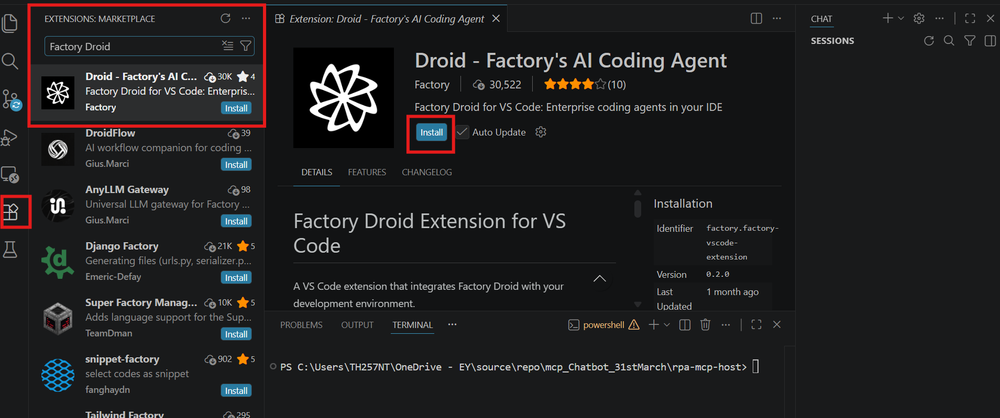 EXTENSIONS: MARKETPLACE
Factory Droid
Droid - Factory's AI C... 30K 4
Factory Droid for VS Code: Enterpris...
Factory Install
DroidFlow 39
AI workflow companion for coding ...
Gius.Marci Install
AnyLLM Gateway 98
Universal LLM gateway for Factory ...
Gius.Marci Install
Django Factory 21K 5
Generating files (urls.py, serializer.p...
Emeric-Defay Install
Super Factory Manag... 10K 5
Adds language support for the Sup...
TeamDman Install
snippet-factory 902 5
select codes as snippet
fanghaydn Install
Tailwind Factory 295
Extension: Droid - Factory's AI Coding Agent
Droid - Factory's AI Coding Agent
Factory 30,522 (10)
Factory Droid for VS Code: Enterprise coding agents in your IDE
Install Auto Update
DETAILS FEATURES CHANGELOG
Factory Droid Extension for VS
Code
A VS Code extension that integrates Factory Droid with your
development environment.
Installation
Identifier factory.factory-
vscode-
extension
Version 0.2.0
Last 1 month ago
Updated
PROBLEMS OUTPUT TERMINAL ... powershell
PS C:\Users\TH257NT\OneDrive - EY\source\repo\mcp_Chatbot_31stMarch\rpa-mcp-host>
CHAT
SESSIONS